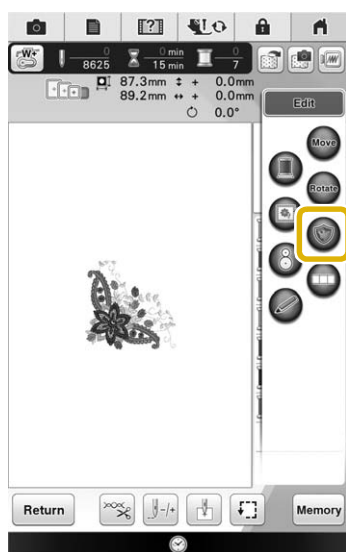 W+
0 0 min 0
8625 15 min 7
87.3mm + 0.0mm
89.2mm + 0.0mm
0.0°
Edit
Move
Rotate
Return -/+ Memory